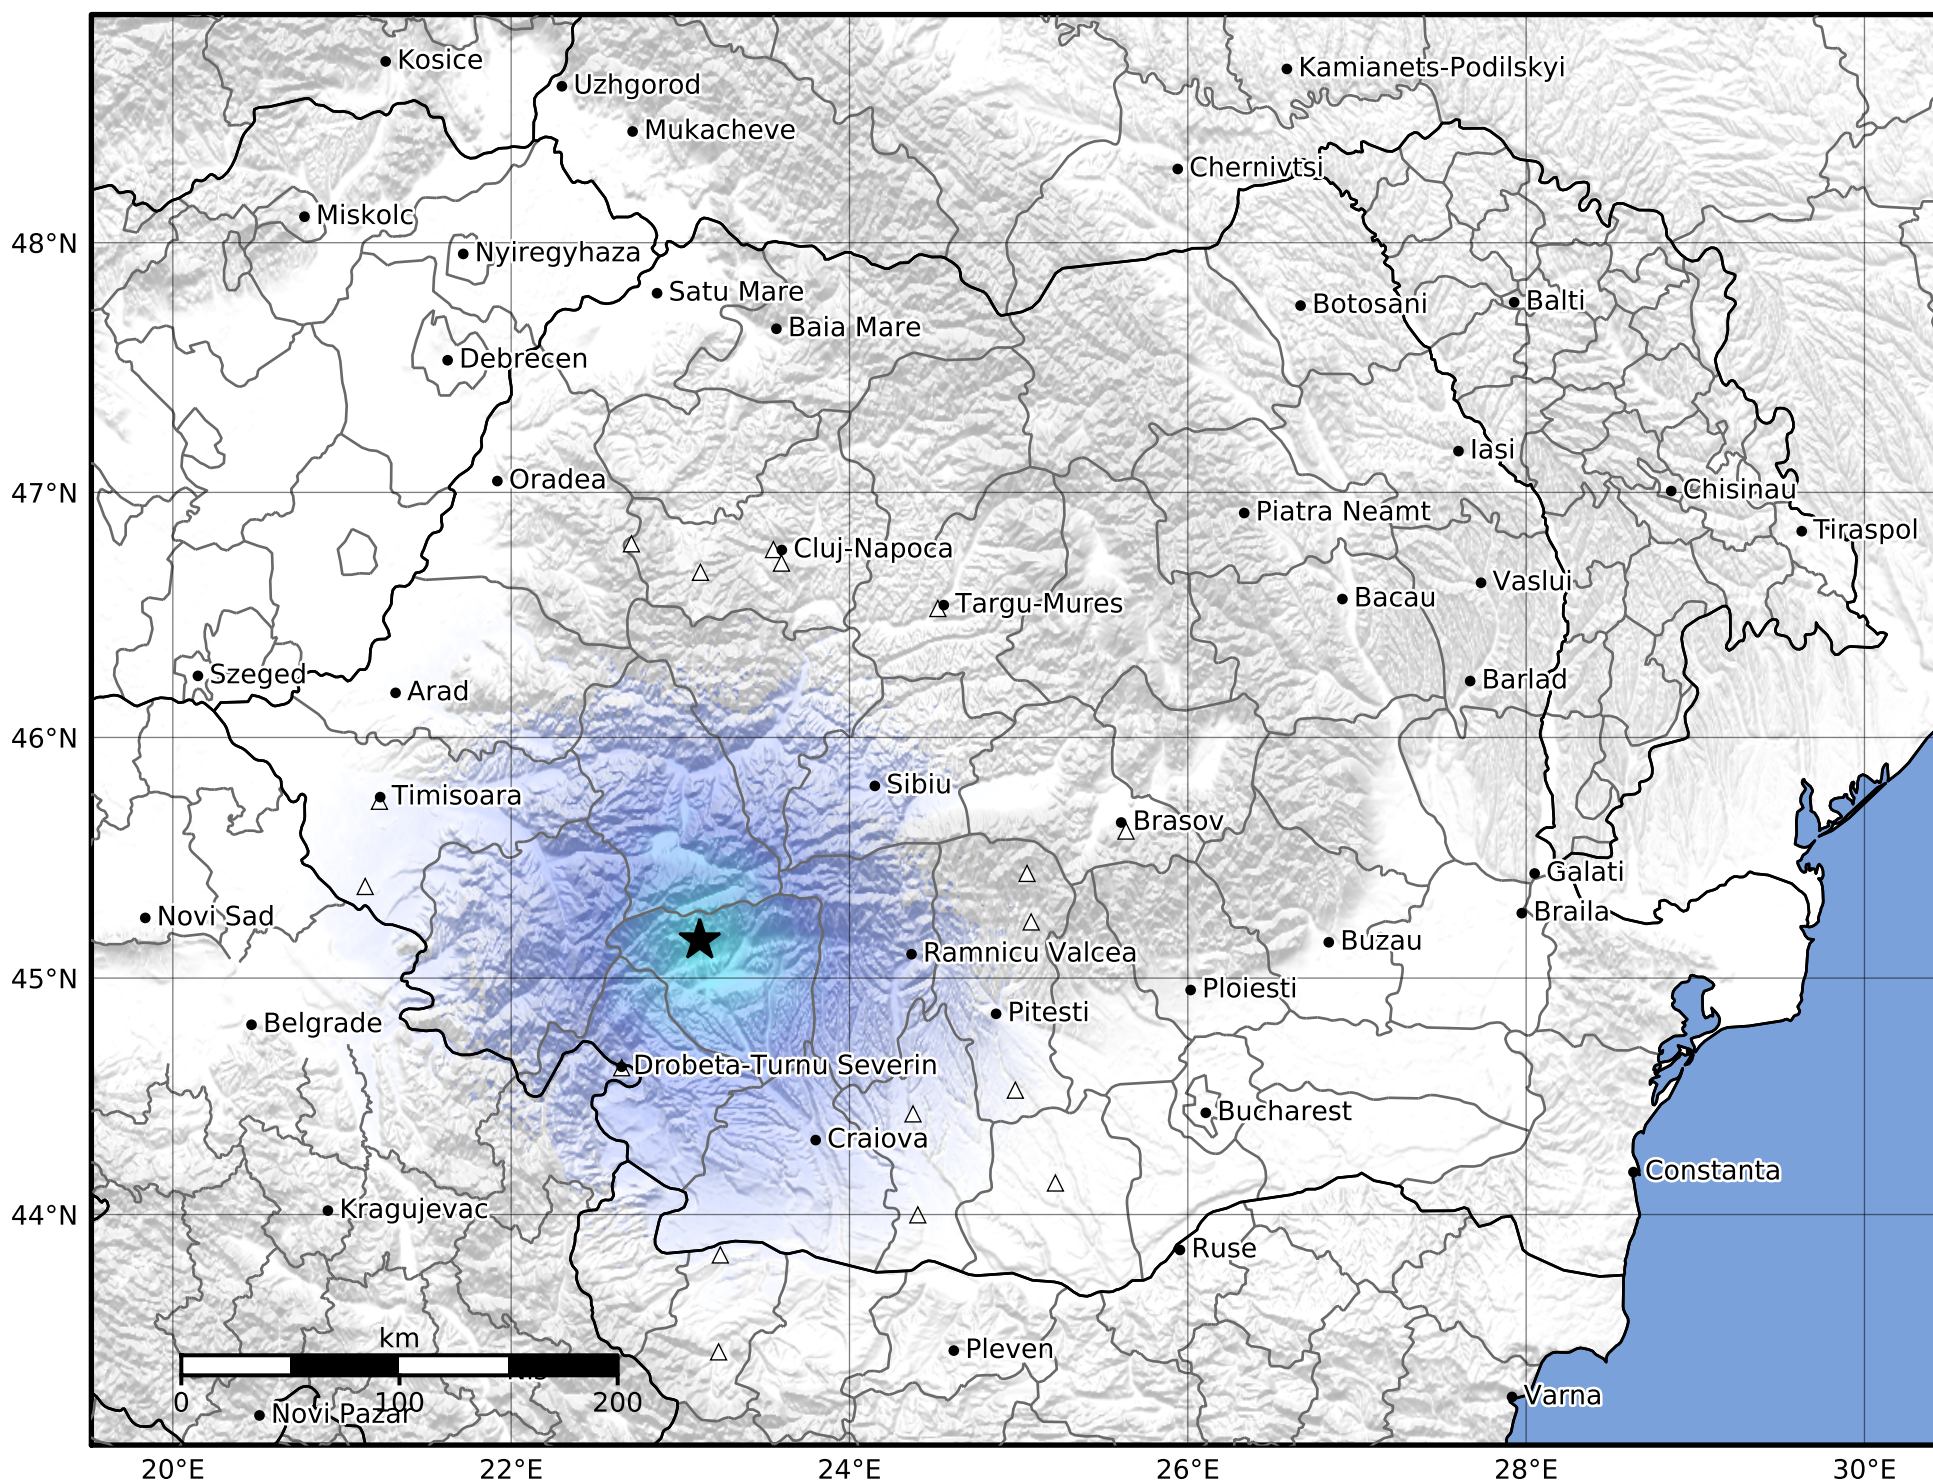 Kosice
Uzhgorod
Kamianets-Podilskyi
Mukacheve
Chernivtsi
Miskolc
48°N
Nyiregyhaza
Satu Mare
Botosani
Balti
Baia Mare
Debrecen
Iasi
Oradea
47°N
Chisinau
Piatra Neamt
Tiraspol
Cluj-Napoca
Vaslui
Bacau
Targu-Mures
Szeged
Arad
Barlad
46°N
Timisoara
Sibiu
Brasov
Galati
Novi Sad
Braila
Buzau
Ramnicu Valcea
45°N
Ploiesti
Pitesti
Belgrade
Drobeta-Turnu Severin
Bucharest
Craiova
Constanta
Kragujevac
44°N
Ruse
km
Pleven
0
100
200
Varna
Novi Pazar
20°E
22°E
24°E
26°E
28°E
30°E